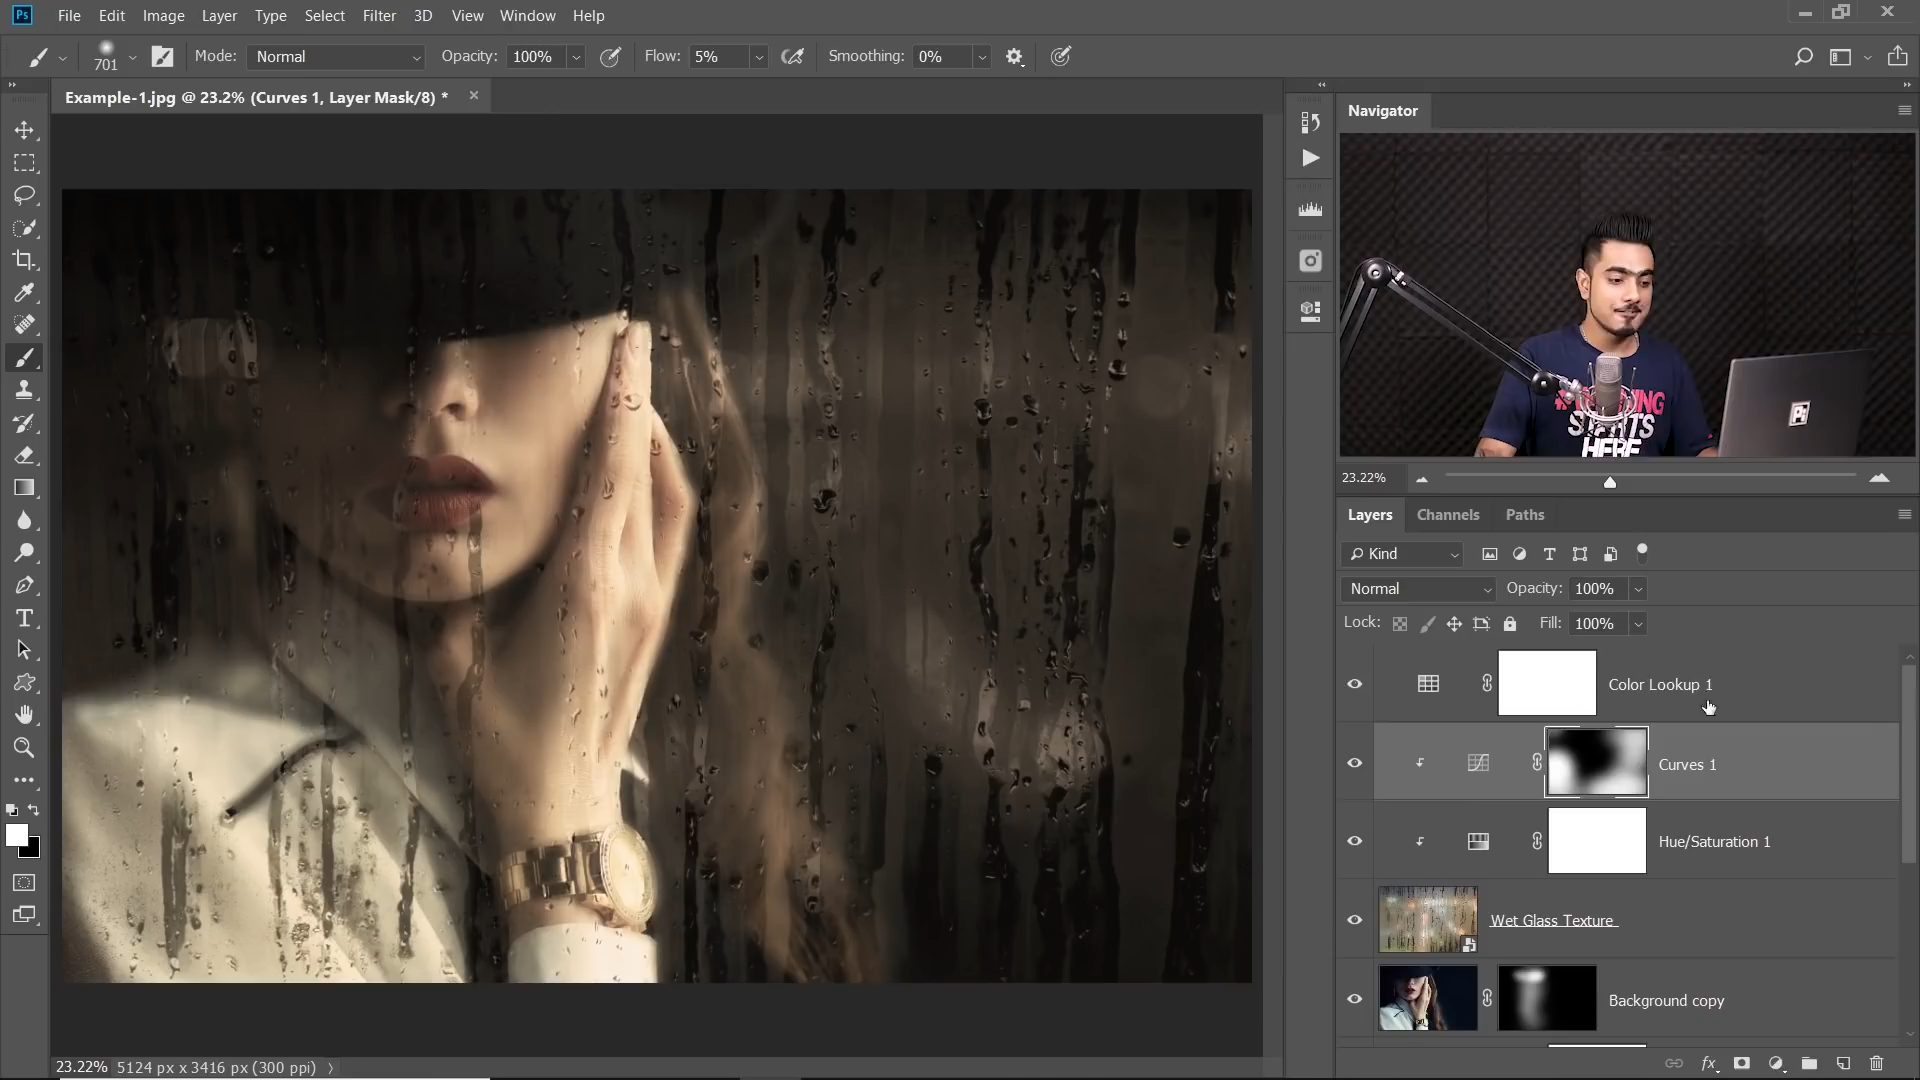 Ps File Edit Image Layer Type Select Filter 3D View Window Help
701 Mode: Normal Opacity: 100% Flow: 5% Smoothing: 0%
Example-1.jpg @ 23.2% (Curves 1, Layer Mask/8) *
Navigator
STARTS
HERE
23.22%
Layers Channels Paths
Kind
Normal Opacity: 100%
Lock: Fill: 100%
Color Lookup 1
Curves 1
Hue/Saturation 1
Wet Glass Texture
Background copy
23.22% 5124 px x 3416 px (300 ppi)